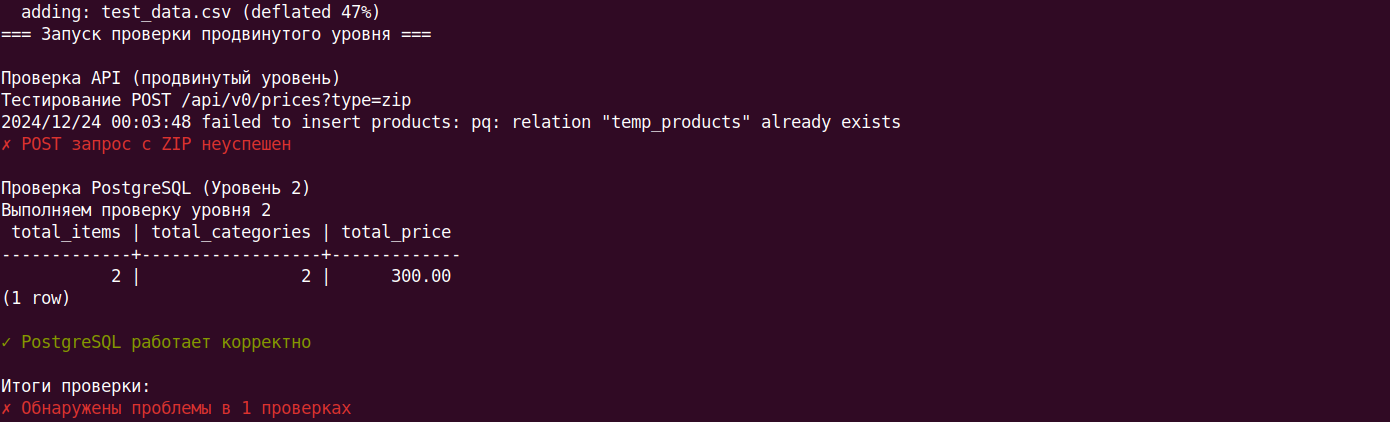 adding: test_data.csv (deflated 47%)
=== Запуск проверки продвинутого уровня ===
Проверка API (продвинутый уровень)
Тестирование POST /api/v0/prices?type=zip
2024/12/24 00:03:48 failed to insert products: pq: relation "temp_products" already exists
✗ POST запрос с ZIP неуспешен
Проверка PostgreSQL (Уровень 2)
Выполняем проверку уровня 2
total_items | total_categories | total_price
-------------+------------------+-------------
2 | 2 | 300.00
(1 row)
✓ PostgreSQL работает корректно
Итоги проверки:
✗ Обнаружены проблемы в 1 проверках